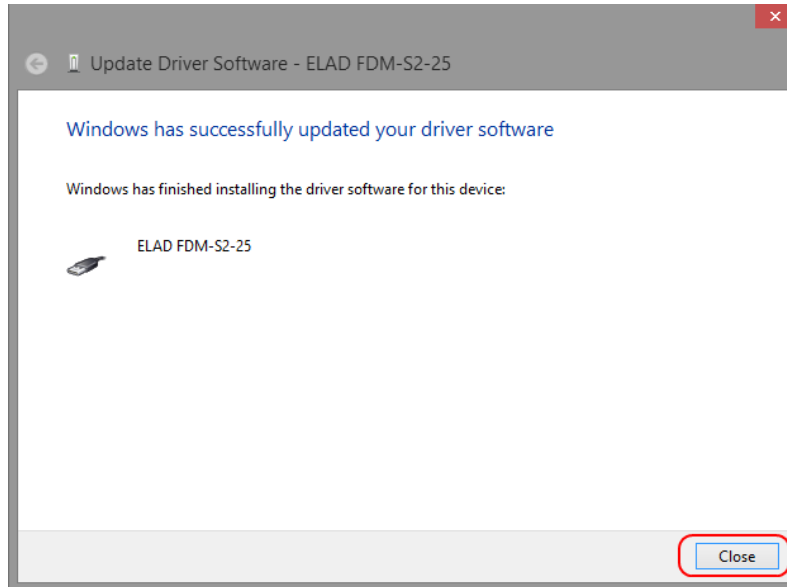 Update Driver Software - ELAD FDM-S2-25
Windows has successfully updated your driver software
Windows has finished installing the driver software for this device:
ELAD FDM-S2-25
Close